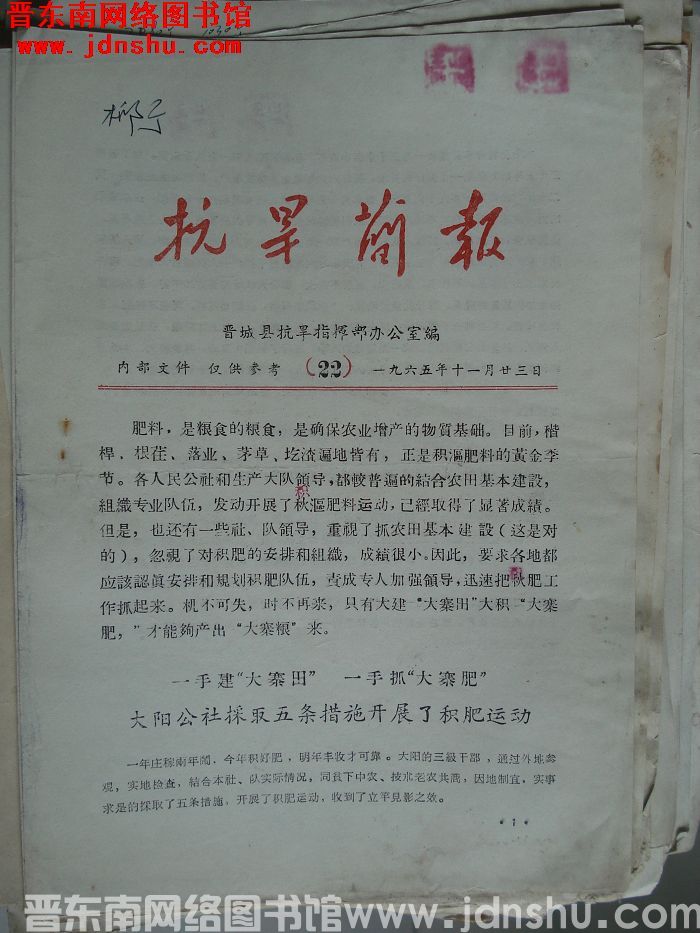 晋东南网络图书馆
www.jdnshu.com
抗旱简報
晋城县抗旱指挥部办公室編
内部文件 仅供参考 (22) 一九六五年十一月廿三日
肥料，是粮食的粮食，是确保农业增产的物質基础。目前，楷
桿、根茬、落业、茅草、圪渣遍地皆有，正是积漚肥料的黃金季
节。各人民公社和生产大队領导，都較普遍的結合农田基本建設，
組織专业队伍，发动开展了秋漚肥料运动，已經取得了显著成績。
但是，也还有一些社、队領导，重視了抓农田基本建設（这是对
的），忽視了对积肥的安排和組織，成績很小。因此，要求各地都
应該認眞安排和规划积肥队伍，責成专人加强領导，迅速把秋肥工
作抓起来。机不可失，时不再来，只有大建“大寨田”大积“大寨
肥，”才能夠产出“大寨粮”来。
积
积
一手建“大寨田” 一手抓“大寨肥”
大阳公社採取五条措施开展了积肥运动
一年庄稼兩年闹，今年积好肥，明年丰收才可靠。大阳的三級干部，通过外地参
观，实地检查，結合本社、队实际情况，同貧下中农、技术老农共商，因地制宜，实事
求是的採取了五条措施，开展了积肥运动，收到了立竿見影之效。
·1·
晋东南网络图书馆www.jdnshu.com